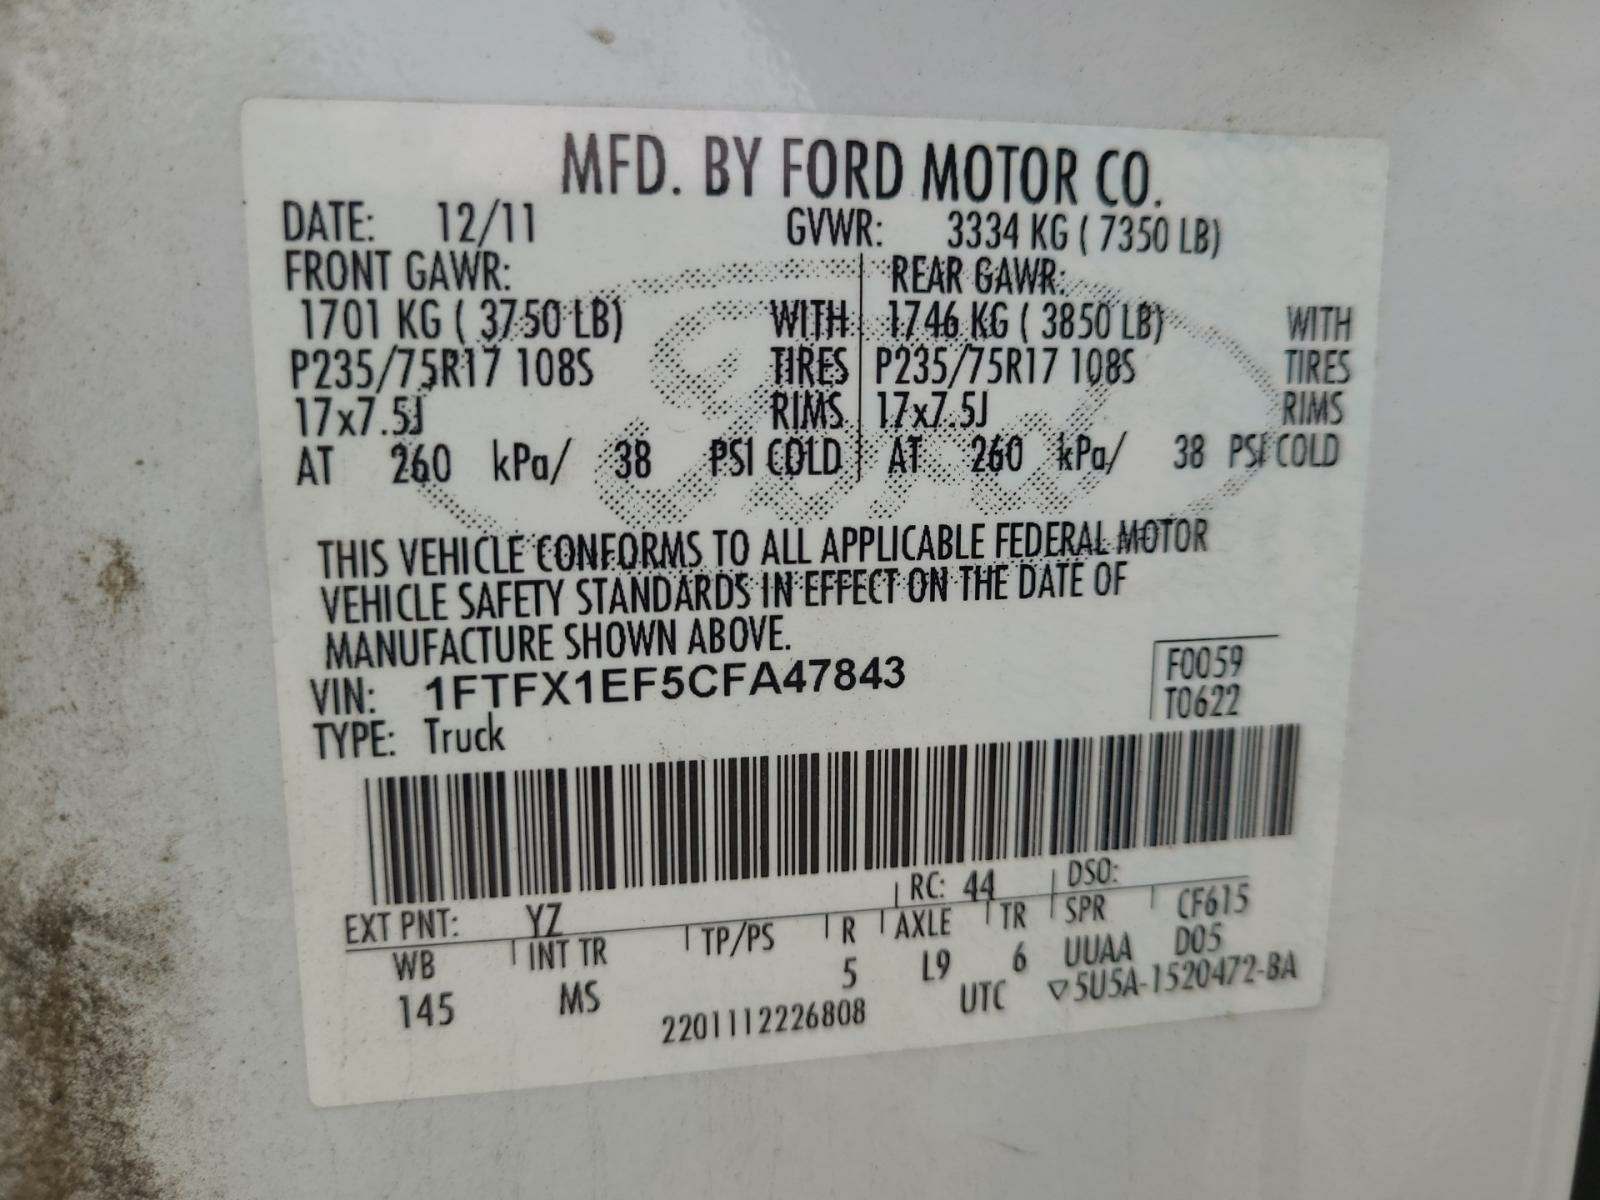 MFD. BY FORD MOTOR CO.
DATE: 12/11 GVWR: 3334 KG ( 7350 LB)
FRONT GAWR: REAR GAWR:
1701 KG ( 3750 LB) WITH 1746 KG ( 3850 LB) WITH
P235/75R17 108S TIRES P235/75R17 108S TIRES
17x7.5J RIMS 17x7.5J RIMS
AT 260 kPa/ 38 PSI COLD AT 260 kPa/ 38 PSI COLD
THIS VEHICLE CONFORMS TO ALL APPLICABLE FEDERAL MOTOR
VEHICLE SAFETY STANDARDS IN EFFECT ON THE DATE OF
MANUFACTURE SHOWN ABOVE.
VIN: 1FTFX1EF5CFA47843 F0059
TYPE: Truck T0622
EXT PNT: YZ RC: 44 DSO:
WB INT TR TP/PS R AXLE TR SPR CF615
145 MS 5 L9 6 UUAA D05
2201112226808 UTC ▽5U5A-1520472-BA